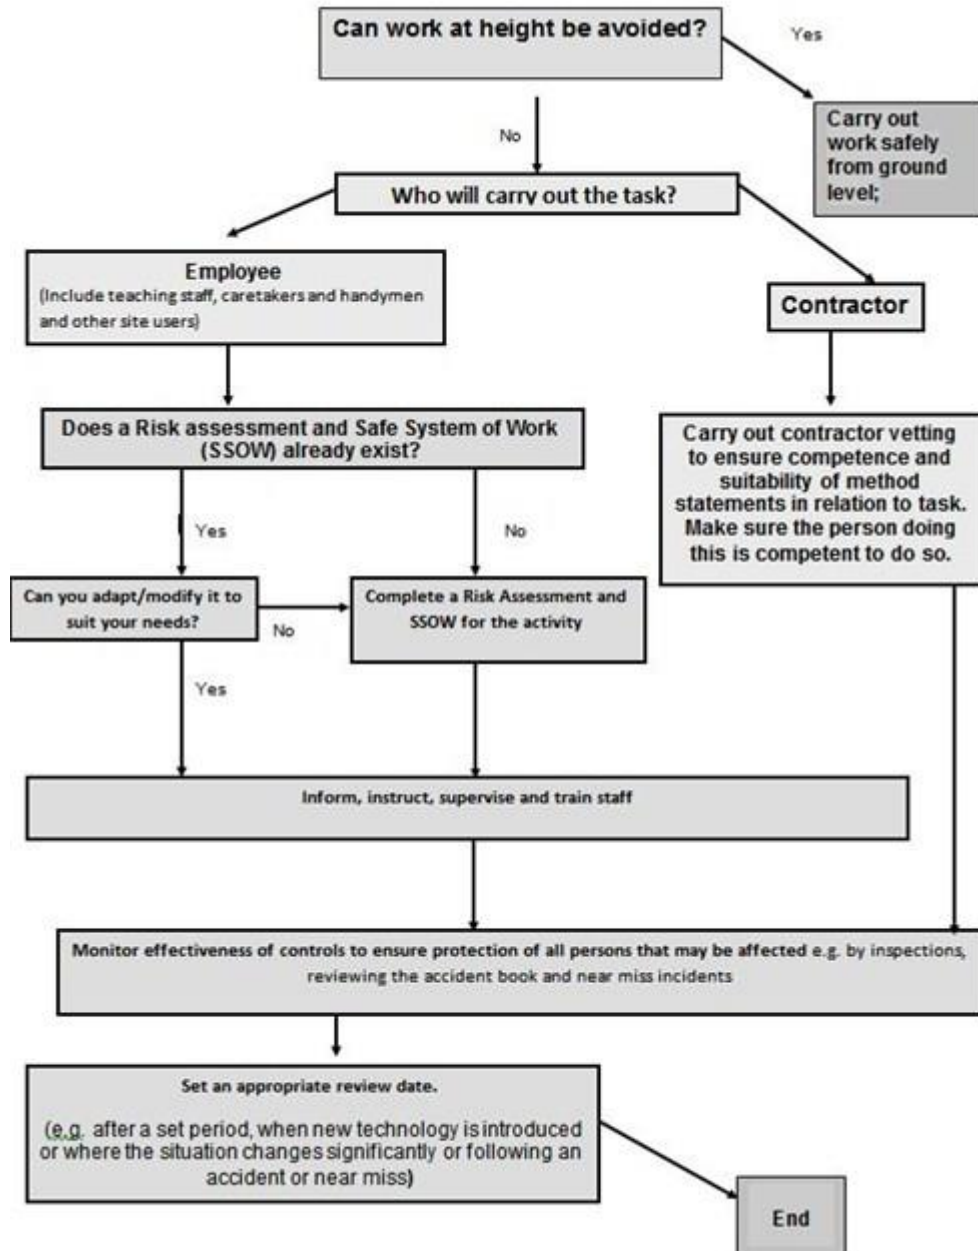 Can work at height be avoided?
Yes
Carry out
work safely
from ground
level;
No
Who will carry out the task?
Employee
(Include teaching staff, caretakers and handymen
and other site users)
Contractor
Does a Risk assessment and Safe System of Work
(SSOW) already exist?
Carry out contractor vetting
to ensure competence and
suitability of method
statements in relation to task.
Make sure the person doing
this is competent to do so.
Yes
No
Can you adapt/modify it to
suit your needs?
No
Complete a Risk Assessment and
SSOW for the activity
Yes
Inform, instruct, supervise and train staff
Monitor effectiveness of controls to ensure protection of all persons that may be affected e.g. by inspections,
reviewing the accident book and near miss incidents
Set an appropriate review date.
(e.g. after a set period, when new technology is introduced
or where the situation changes significantly or following an
accident or near miss)
End